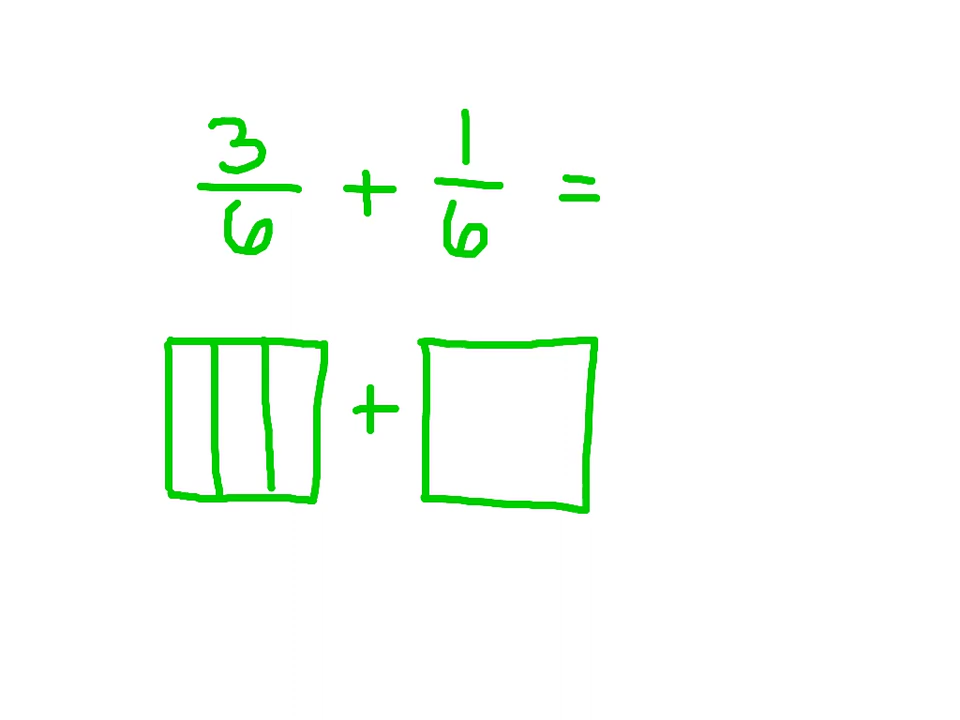 3/6 + 1/6 =
+